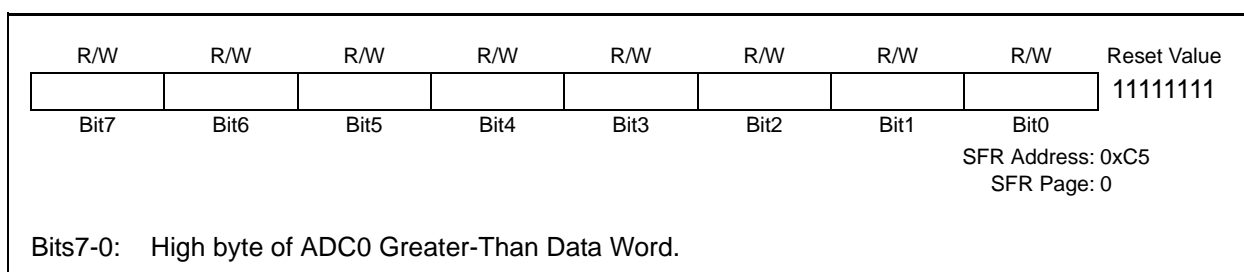 R/W R/W R/W R/W R/W R/W R/W R/W Reset Value
11111111
Bit7 Bit6 Bit5 Bit4 Bit3 Bit2 Bit1 Bit0
SFR Address: 0xC5
SFR Page: 0
Bits7-0: High byte of ADC0 Greater-Than Data Word.